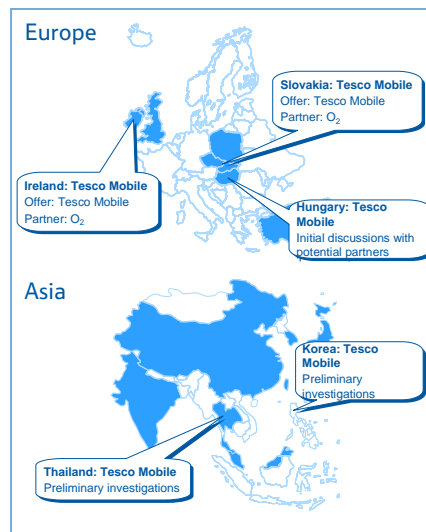 Europe
Slovakia: Tesco Mobile
Offer: Tesco Mobile
Partner: O₂
Ireland: Tesco Mobile
Offer: Tesco Mobile
Partner: O₂
Hungary: Tesco
Mobile
Initial discussions with
potential partners
Asia
Korea: Tesco
Mobile
Preliminary
investigations
Thailand: Tesco Mobile
Preliminary investigations